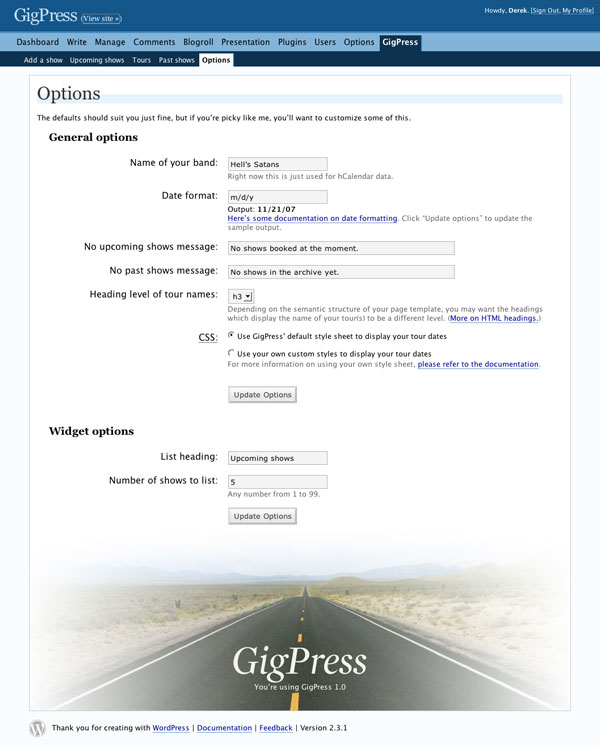 GigPress (View site »)
Howdy, Derek. [Sign Out, My Profile]
Dashboard Write Manage Comments Blogroll Presentation Plugins Users Options GigPress
Add a show Upcoming shows Tours Past shows Options
Options
The defaults should suit you just fine, but if you're picky like me, you'll want to customize some of this.
General options
Name of your band: Hell's Satans
Right now this is just used for hCalendar data.
Date format: m/d/y
Output: 11/21/07
Here's some documentation on date formatting. Click "Update options" to update the
sample output.
No upcoming shows message: No shows booked at the moment.
No past shows message: No shows in the archive yet.
Heading level of tour names: h3
Depending on the semantic structure of your page template, you may want the headings
which display the name of your tour(s) to be a different level. (More on HTML headings.)
CSS: Use GigPress' default style sheet to display your tour dates
Use your own custom styles to display your tour dates
For more information on using your own style sheet, please refer to the documentation.
Update Options
Widget options
List heading: Upcoming shows
Number of shows to list: 5
Any number from 1 to 99.
Update Options
GigPress
You're using GigPress 1.0
Thank you for creating with WordPress | Documentation | Feedback | Version 2.3.1